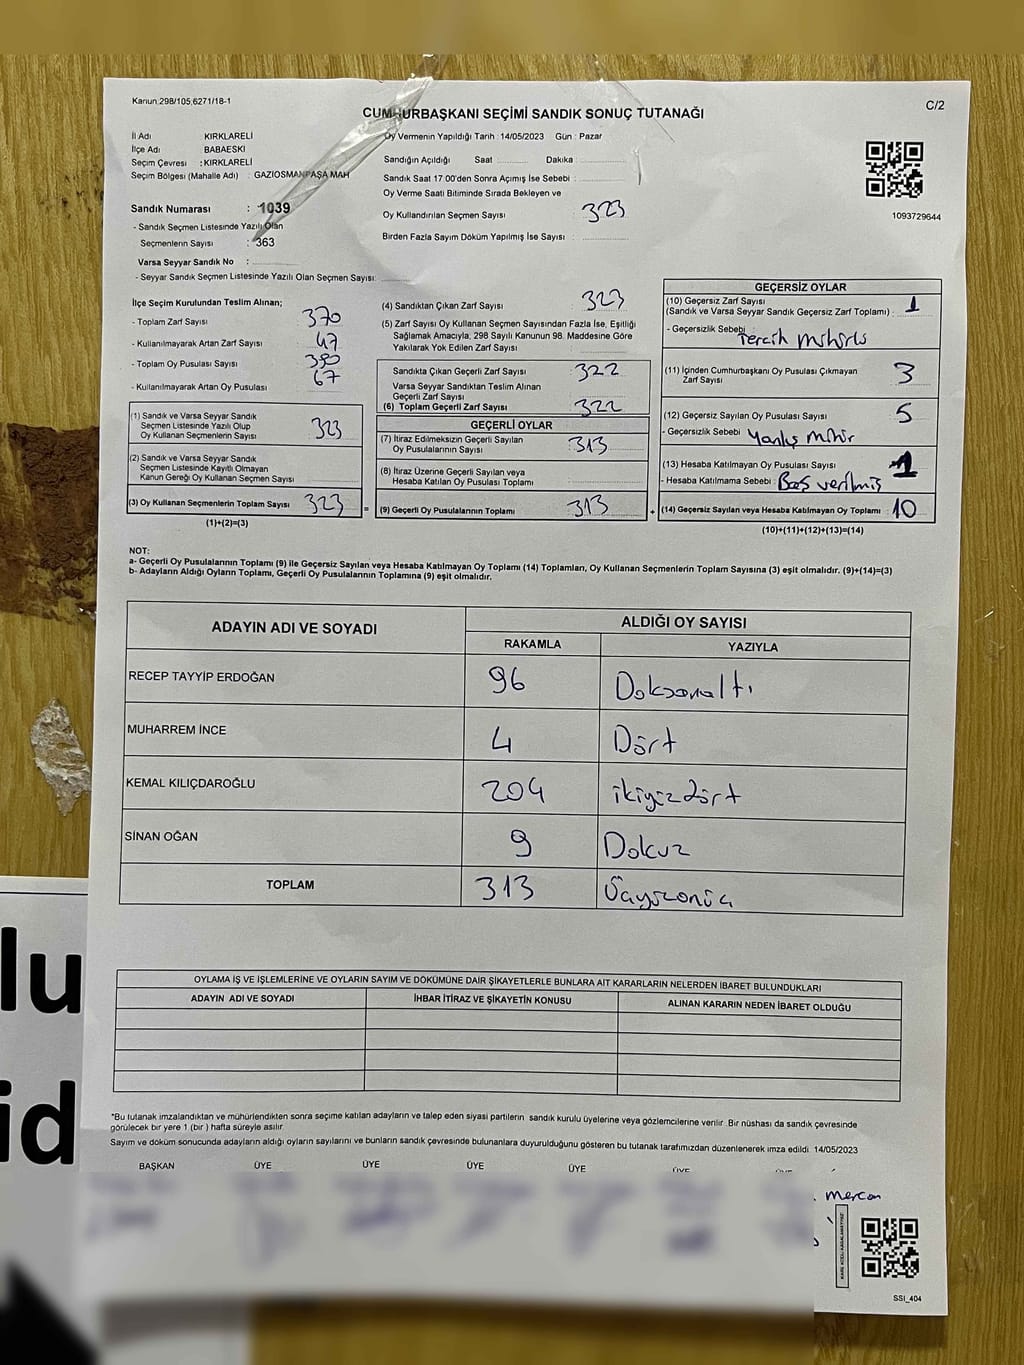 Kanun:298/105,6271/18-1
C/2
CUMHURBAŞKANI SEÇİMİ SANDIK SONUÇ TUTANAĞI
İl Adı KIRKLARELİ
İlçe Adı BABAESKİ
Seçim Çevresi : KIRKLARELİ
Seçim Bölgesi (Mahalle Adı) : GAZİOSMANPAŞA MAH
Sandık Numarası : 1039
- Sandık Seçmen Listesinde Yazılı Olan
Seçmenlerin Sayısı : 363
Varsa Seyyar Sandık No :
- Seyyar Sandık Seçmen Listesinde Yazılı Olan Seçmen Sayısı:
Oy Vermenin Yapıldığı Tarih : 14/05/2023 Gün : Pazar
Sandığın Açıldığı Saat Dakika
Sandık Saat 17:00'den Sonra Açımış İse Sebebi :
Oy Verme Saati Bitiminde Sırada Bekleyen ve
Oy Kullandırılan Seçmen Sayısı 323
Birden Fazla Sayım Döküm Yapılmış İse Sayısı :
1093729644
İlçe Seçim Kurulundan Teslim Alınan;
- Toplam Zarf Sayısı 370
- Kullanılmayarak Artan Zarf Sayısı 47
- Toplam Oy Pusulası Sayısı 390
- Kullanılmayarak Artan Oy Pusulası 67
(1) Sandık ve Varsa Seyyar Sandık
Seçmen Listesinde Yazılı Olup
Oy Kullanan Seçmenlerin Sayısı 323
(2) Sandık ve Varsa Seyyar Sandık
Seçmen Listesinde Kayıtlı Olmayan
Kanun Gereği Oy Kullanan Seçmen Sayısı
(3) Oy Kullanan Seçmenlerin Toplam Sayısı 323 =
(1)+(2)=(3)
(4) Sandıktan Çıkan Zarf Sayısı 323
(5) Zarf Sayısı Oy Kullanan Seçmen Sayısından Fazla İse, Eşitliği
Sağlamak Amacıyla, 298 Sayılı Kanunun 98. Maddesine Göre
Yakılarak Yok Edilen Zarf Sayısı
Sandıkta Çıkan Geçerli Zarf Sayısı 322
Varsa Seyyar Sandıktan Teslim Alınan
Geçerli Zarf Sayısı
(6) Toplam Geçerli Zarf Sayısı 322
GEÇERLİ OYLAR
(7) İtiraz Edilmeksizin Geçerli Sayılan
Oy Pusulalarının Sayısı 313
(8) İtiraz Üzerine Geçerli Sayılan veya
Hesaba Katılan Oy Pusulası Toplamı
(9) Geçerli Oy Pusulalarının Toplamı 313 +
GEÇERSİZ OYLAR
(10) Geçersiz Zarf Sayısı
(Sandık ve Varsa Seyyar Sandık Geçersiz Zarf Toplamı) : 1
- Geçersizlik Sebebi Tercih Mühürlü
(11) İçinden Cumhurbaşkanı Oy Pusulası Çıkmayan
Zarf Sayısı 3
(12) Geçersiz Sayılan Oy Pusulası Sayısı 5
- Geçersizlik Sebebi Yanlış Mühür
(13) Hesaba Katılmayan Oy Pusulası Sayısı 1
- Hesaba Katılmama Sebebi : Boş verilmiş
(14) Geçersiz Sayılan veya Hesaba Katılmayan Oy Toplamı : 10
(10)+(11)+(12)+(13)=(14)
NOT:
a- Geçerli Oy Pusulalarının Toplamı (9) ile Geçersiz Sayılan veya Hesaba Katılmayan Oy Toplamı (14) Toplamları, Oy Kullanan Seçmenlerin Toplam Sayısına (3) eşit olmalıdır. (9)+(14)=(3)
b- Adayların Aldığı Oyların Toplamı, Geçerli Oy Pusulalarının Toplamına (9) eşit olmalıdır.
ADAYIN ADI VE SOYADI ALDIĞI OY SAYISI
RAKAMLA YAZIYLA
RECEP TAYYİP ERDOĞAN 96 Doksanaltı
MUHARREM İNCE 4 Dört
KEMAL KILIÇDAROĞLU 204 ikiyüzdört
SİNAN OĞAN 9 Dokuz
TOPLAM 313 Üçyüzonüç
OYLAMA İŞ VE İŞLEMLERİNE VE OYLARIN SAYIM VE DÖKÜMÜNE DAİR ŞİKAYETLERLE BUNLARA AİT KARARLARIN NELERDEN İBARET BULUNDUKLARI
ADAYIN ADI VE SOYADI İHBAR İTİRAZ VE ŞİKAYETİN KONUSU ALINAN KARARIN NEDEN İBARET OLDUĞU
*Bu tutanak imzalandıktan ve mühürlendikten sonra seçime katılan adayların ve talep eden siyasi partilerin sandık kurulu üyelerine veya gözlemcilerine verilir. Bir nüshası da sandık çevresinde
görülecek bir yere 1 (bir) hafta süreyle asılır.
Sayım ve döküm sonucunda adayların aldığı oyların sayılarını ve bunların sandık çevresinde bulunanlara duyurulduğunu gösteren bu tutanak tarafımızdan düzenlenerek imza edildi. 14/05/2023
BAŞKAN ÜYE ÜYE ÜYE ÜYE ÜYE
Mercan
SSI_404
lu
id